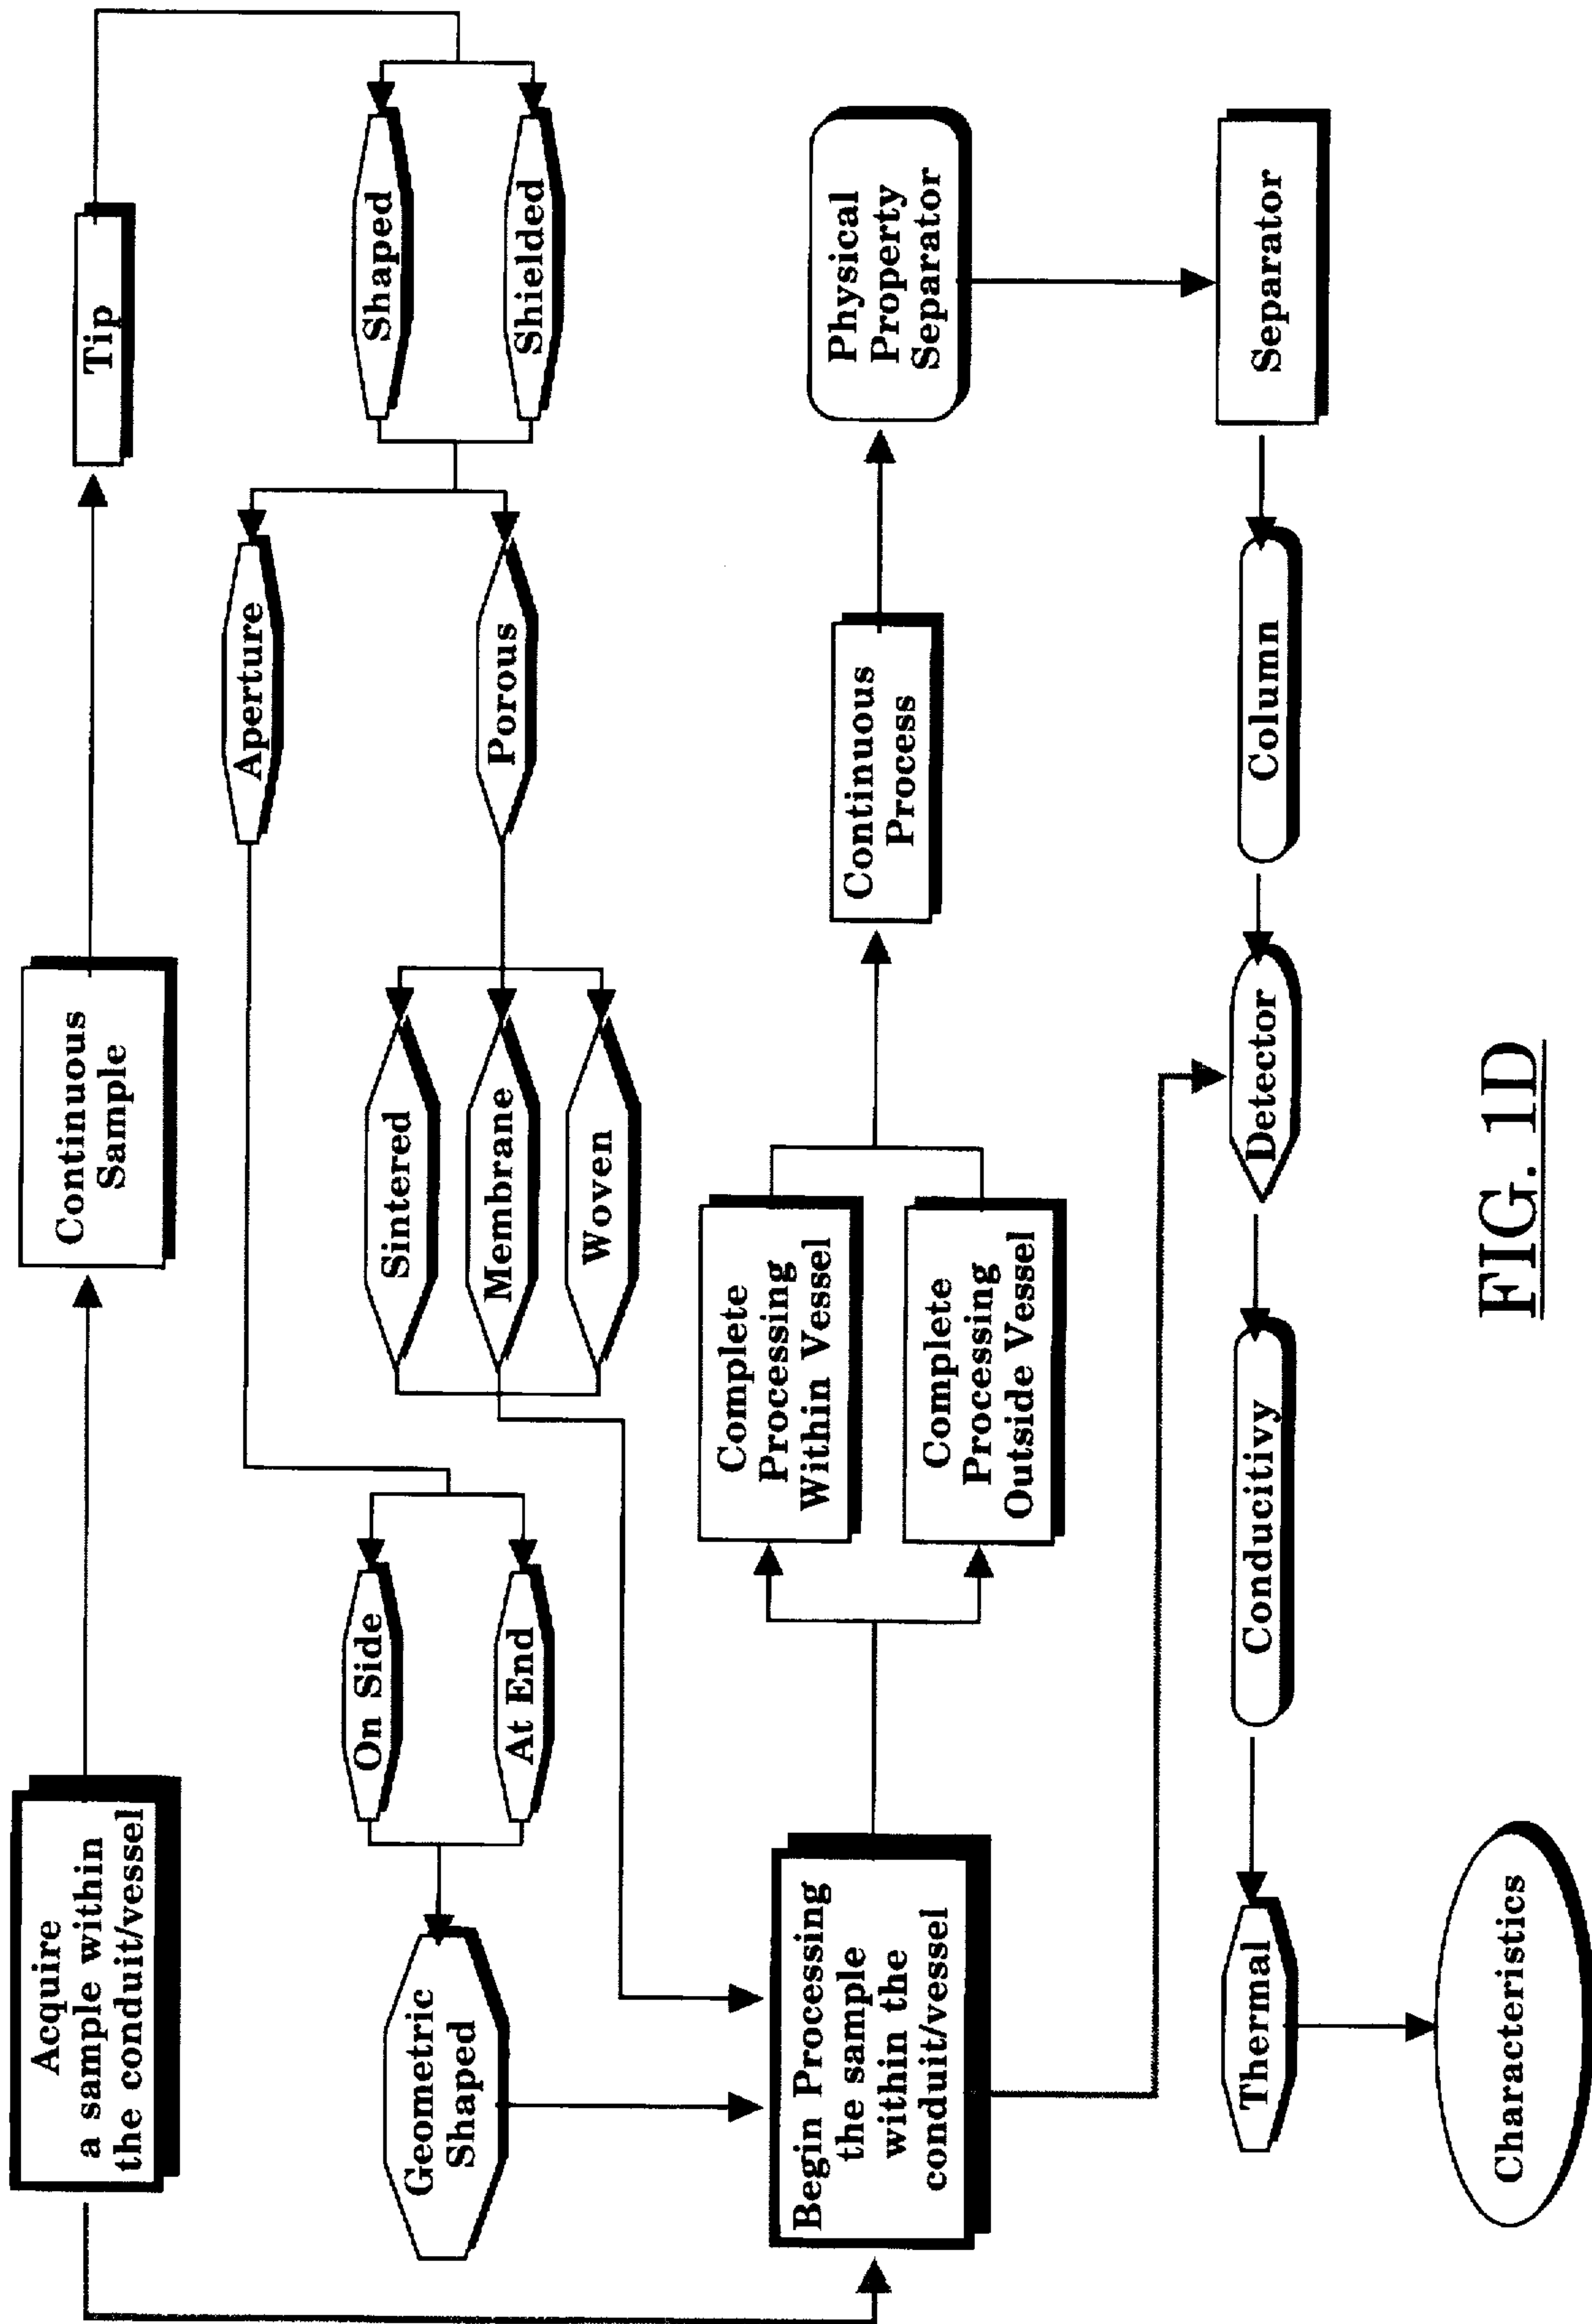 Acquire
a sample within
the conduit/vessel
Continuous
Sample
Tip
Shaped
Shielded
Aperture
Porous
Sintered
Membrane
Woven
On Side
At End
Geometric
Shaped
Begin Processing
the sample
within the
conduit/vessel
Complete
Processing
Within Vessel
Complete
Processing
Outside Vessel
Continuous
Process
Physical
Property
Separator
Separator
Column
Detector
Conducitivy
Thermal
Characteristics
FIG. 1D